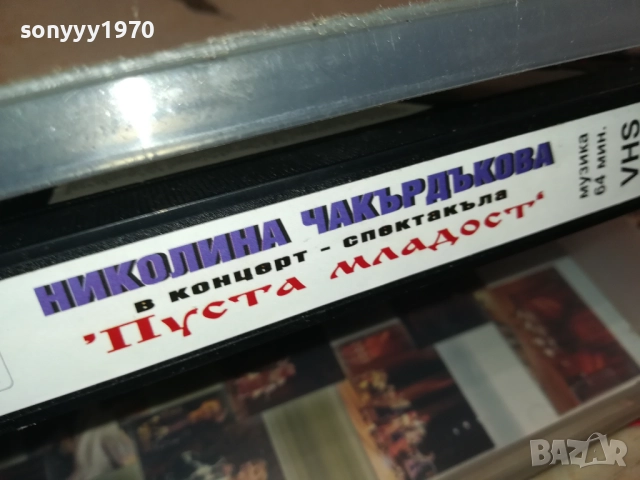 sonyyy1970
НИКОЛИНА ЧАКЪРДЪКОВА
в концерт - спектакъла
'Пуста младост'
музика
64 мин.
VHS
BAZAR